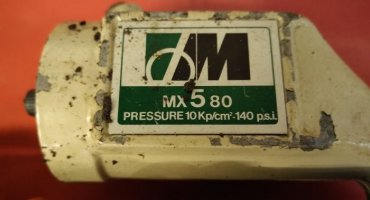 M
MX 5 80
PRESSURE 10 Kp/cm²-140 p.s.i.